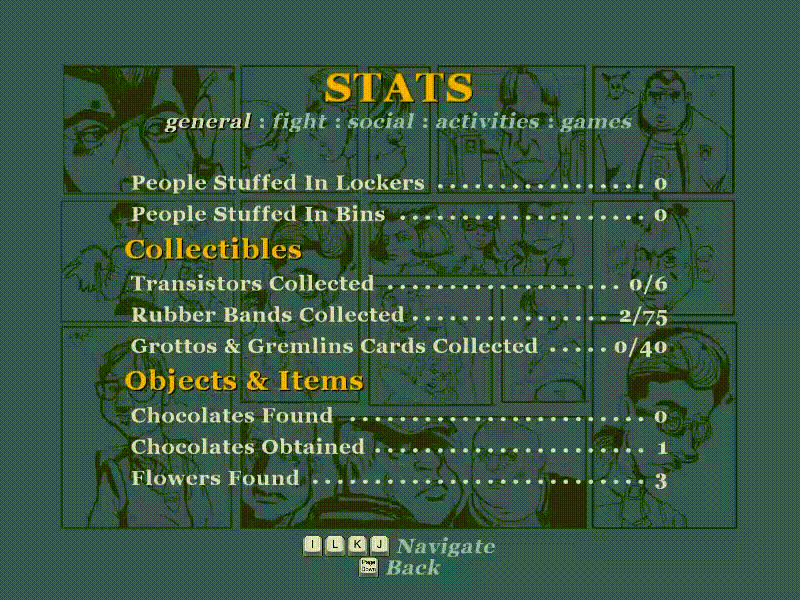 STATS
general : fight : social : activities : games
People Stuffed In Lockers ................. 0
People Stuffed In Bins .................... 0
Collectibles
Transistors Collected ................... 0/6
Rubber Bands Collected ................ 2/75
Grottos & Gremlins Cards Collected ..... 0/40
Objects & Items
Chocolates Found ........................ 0
Chocolates Obtained ...................... 1
Flowers Found ........................... 3
I L K J Navigate
Page Down Back